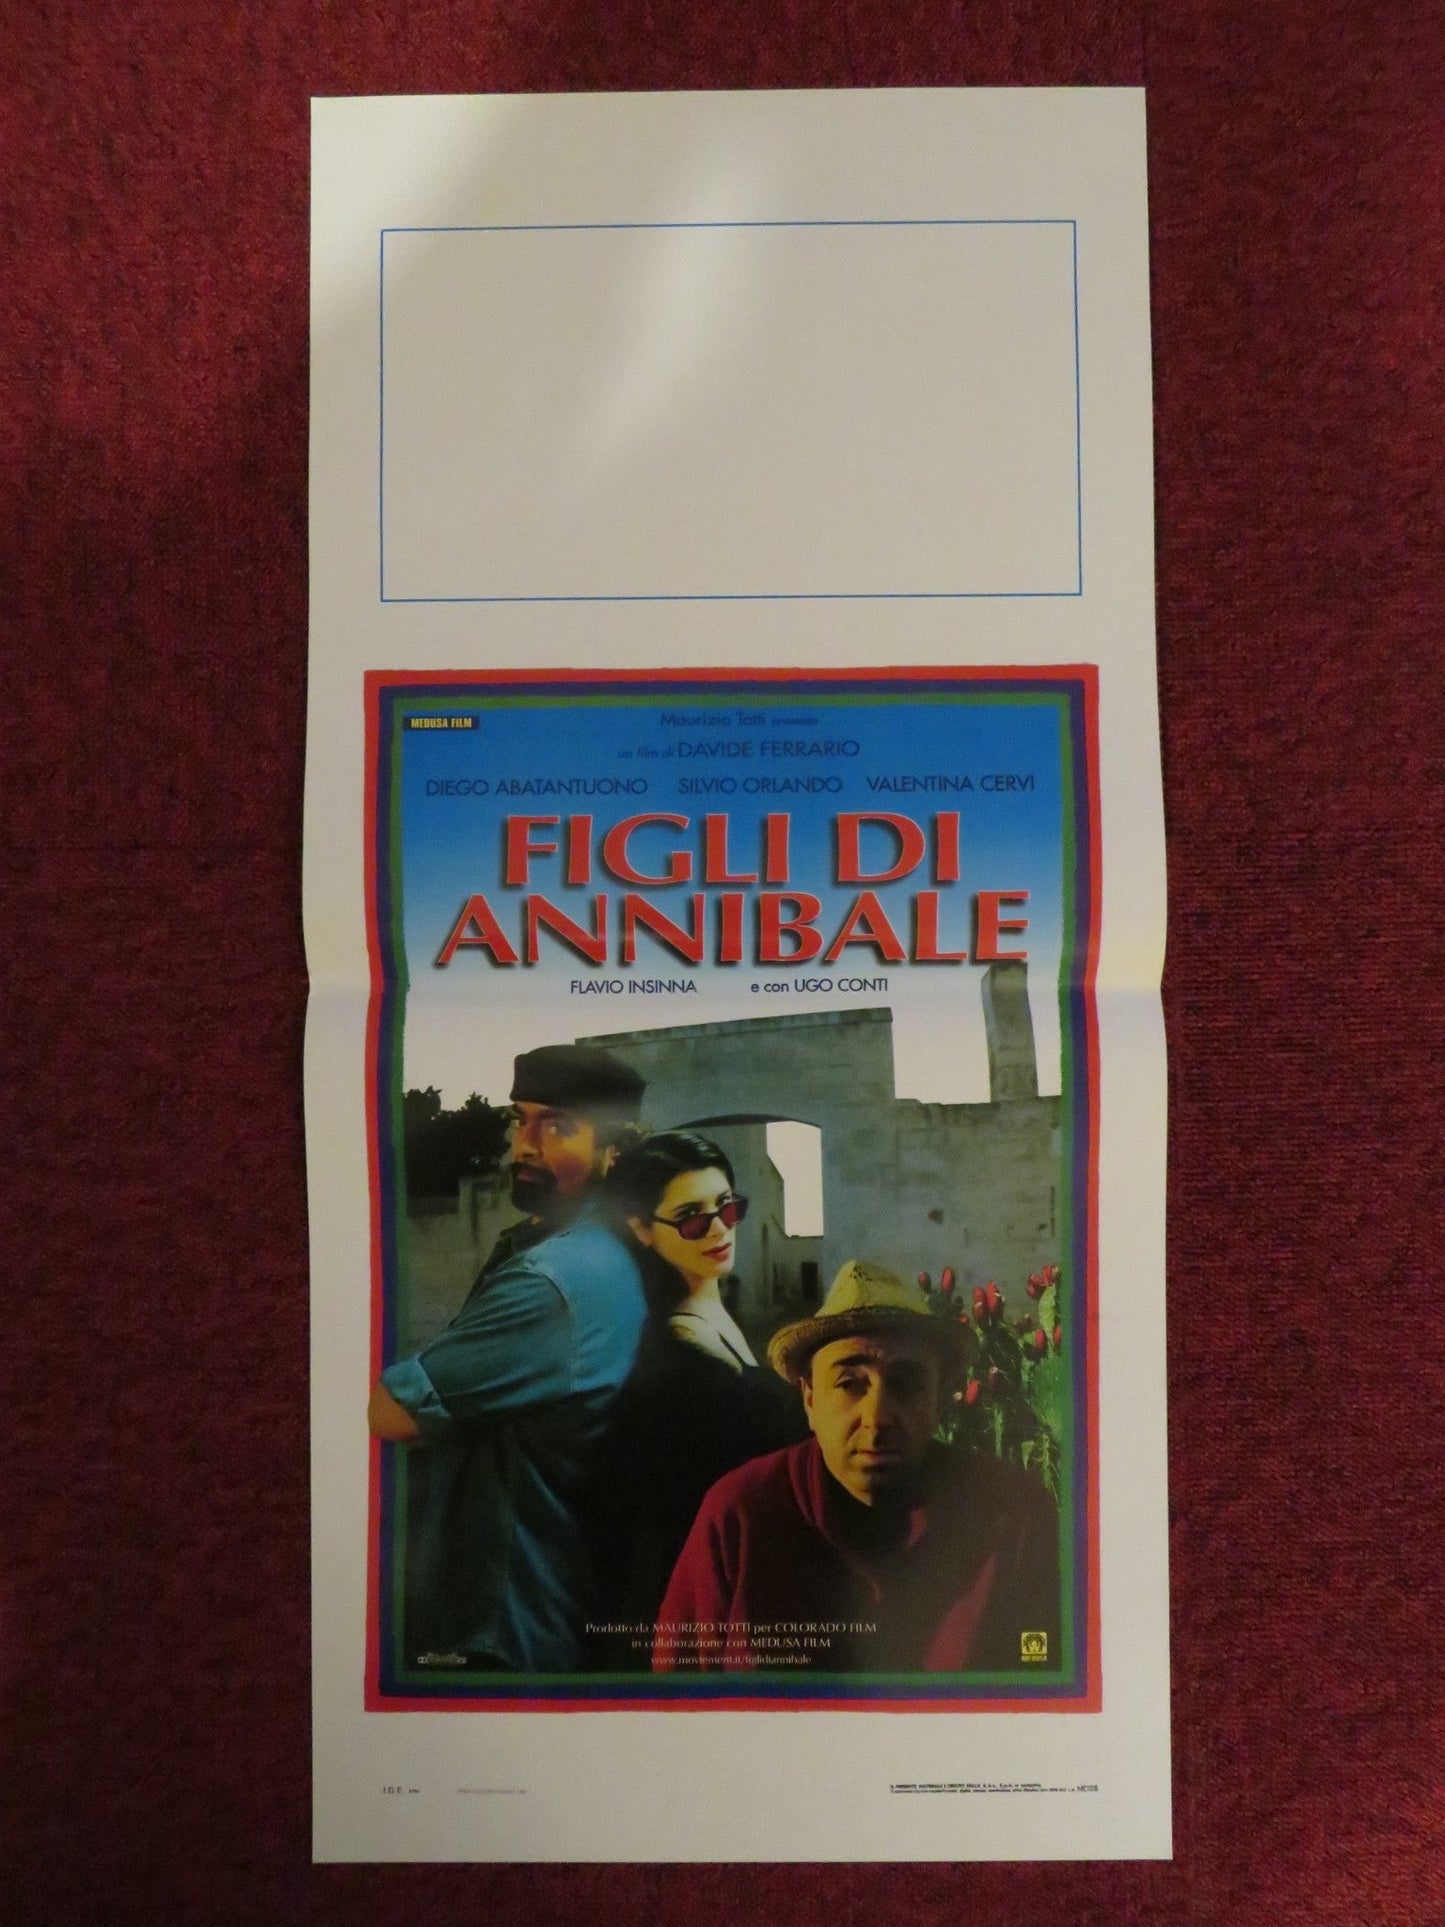 MEDUSA FILM
Maurizio Totti presenta
un film di DAVIDE FERRARIO
DIEGO ABATANTUONO SILVIO ORLANDO VALENTINA CERVI
FIGLI DI
ANNIBALE
FLAVIO INSINNA e con UGO CONTI
Prodotto da MAURIZIO TOTTI per COLORADO FILM
in collaborazione con MEDUSA FILM
www.moviement.it/figlidiannibale
MEDUSA
I.G.E.